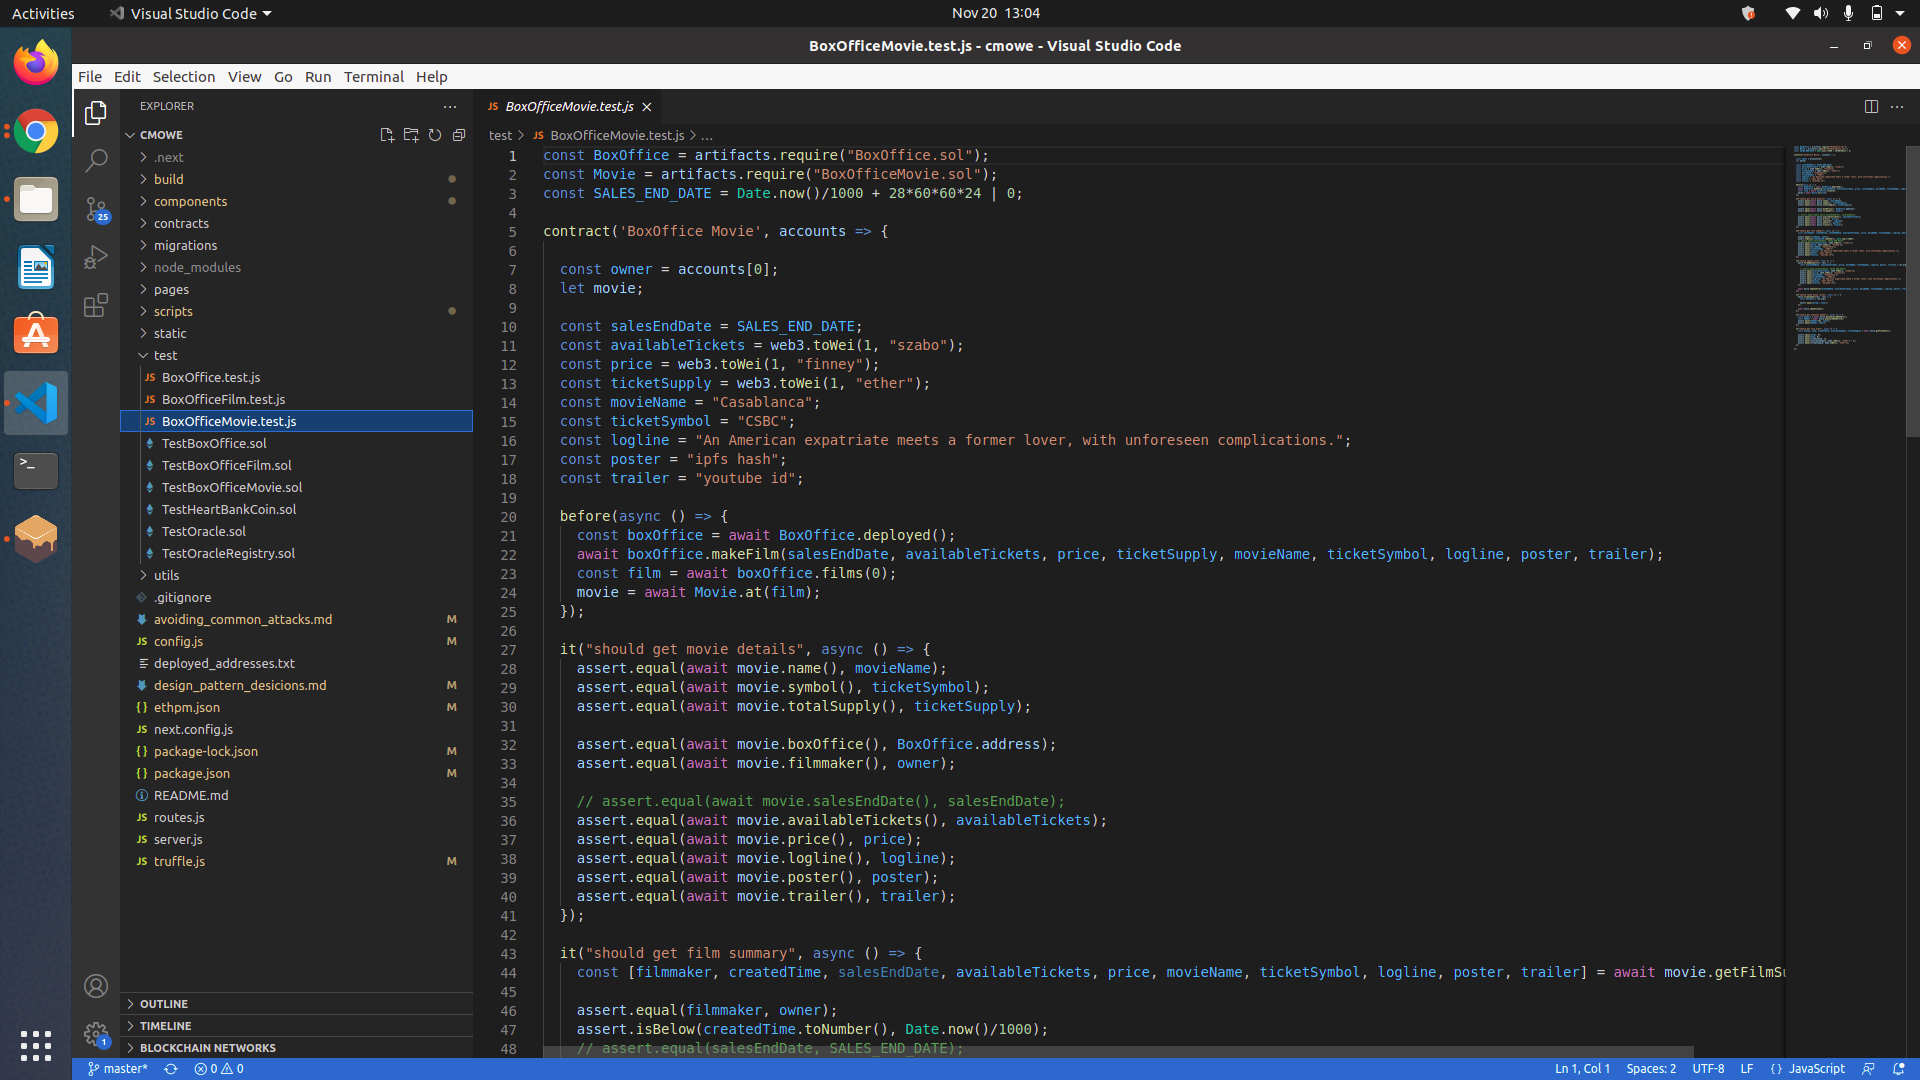 Activities
Visual Studio Code
Nov 20 13:04
BoxOfficeMovie.test.js - cmowe - Visual Studio Code
File Edit Selection View Go Run Terminal Help
EXPLORER
CMOWE
.next
build
components
contracts
migrations
node_modules
pages
scripts
static
test
BoxOffice.test.js
BoxOfficeFilm.test.js
BoxOfficeMovie.test.js
TestBoxOffice.sol
TestBoxOfficeFilm.sol
TestBoxOfficeMovie.sol
TestHeartBankCoin.sol
TestOracle.sol
TestOracleRegistry.sol
utils
.gitignore
avoiding_common_attacks.md M
config.js M
deployed_addresses.txt
design_pattern_desicions.md M
ethpm.json M
next.config.js
package-lock.json M
package.json M
README.md
routes.js
server.js
truffle.js M
OUTLINE
TIMELINE
BLOCKCHAIN NETWORKS
25
1
JS BoxOfficeMovie.test.js
test > JS BoxOfficeMovie.test.js > ...
1 const BoxOffice = artifacts.require("BoxOffice.sol");
2 const Movie = artifacts.require("BoxOfficeMovie.sol");
3 const SALES_END_DATE = Date.now()/1000 + 28*60*60*24 | 0;
4
5 contract('BoxOffice Movie', accounts => {
6
7 const owner = accounts[0];
8 let movie;
9
10 const salesEndDate = SALES_END_DATE;
11 const availableTickets = web3.toWei(1, "szabo");
12 const price = web3.toWei(1, "finney");
13 const ticketSupply = web3.toWei(1, "ether");
14 const movieName = "Casablanca";
15 const ticketSymbol = "CSBC";
16 const logline = "An American expatriate meets a former lover, with unforeseen complications.";
17 const poster = "ipfs hash";
18 const trailer = "youtube id";
19
20 before(async () => {
21 const boxOffice = await BoxOffice.deployed();
22 await boxOffice.makeFilm(salesEndDate, availableTickets, price, ticketSupply, movieName, ticketSymbol, logline, poster, trailer);
23 const film = await boxOffice.films(0);
24 movie = await Movie.at(film);
25 });
26
27 it("should get movie details", async () => {
28 assert.equal(await movie.name(), movieName);
29 assert.equal(await movie.symbol(), ticketSymbol);
30 assert.equal(await movie.totalSupply(), ticketSupply);
31
32 assert.equal(await movie.boxOffice(), BoxOffice.address);
33 assert.equal(await movie.filmmaker(), owner);
34
35 // assert.equal(await movie.salesEndDate(), salesEndDate);
36 assert.equal(await movie.availableTickets(), availableTickets);
37 assert.equal(await movie.price(), price);
38 assert.equal(await movie.logline(), logline);
39 assert.equal(await movie.poster(), poster);
40 assert.equal(await movie.trailer(), trailer);
41 });
42
43 it("should get film summary", async () => {
44 const [filmmaker, createdTime, salesEndDate, availableTickets, price, movieName, ticketSymbol, logline, poster, trailer] = await movie.getFilmSu
45
46 assert.equal(filmmaker, owner);
47 assert.isBelow(createdTime.toNumber(), Date.now()/1000);
48 // assert.equal(salesEndDate, SALES_END_DATE);
master* 0 0
Ln 1, Col 1 Spaces: 2 UTF-8 LF {} JavaScript